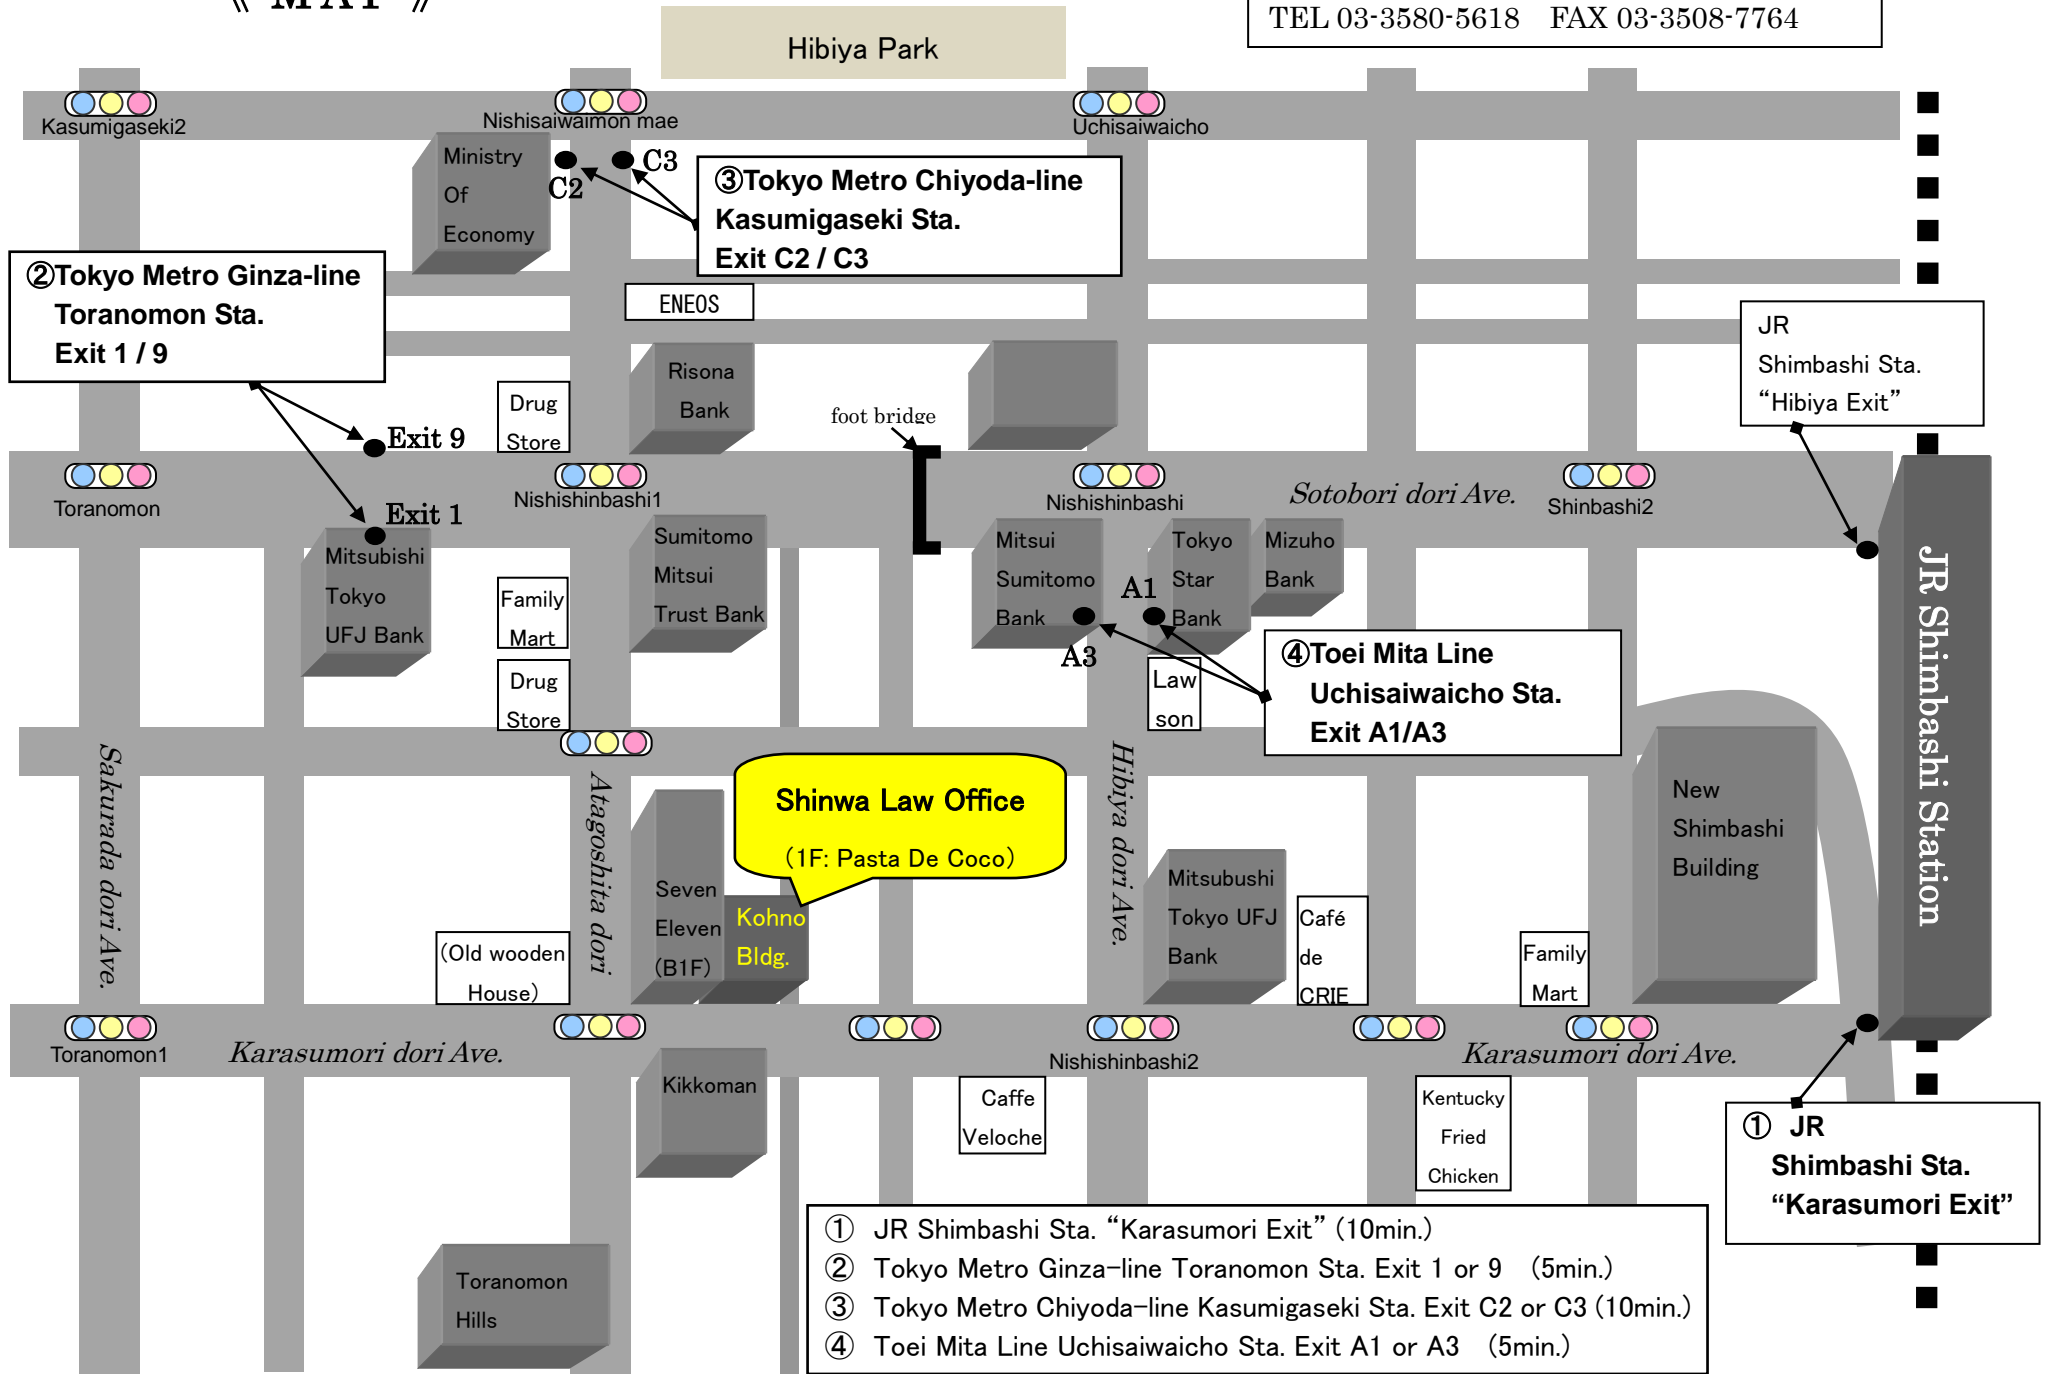 《 MAP 》
TEL 03-3580-5618 FAX 03-3508-7764
Hibiya Park
Kasumigaseki2
Nishisaiwaimon mae
Uchisaiwaicho
Ministry
Of
Economy
C2
C3
③Tokyo Metro Chiyoda-line
Kasumigaseki Sta.
Exit C2 / C3
②Tokyo Metro Ginza-line
Toranomon Sta.
Exit 1 / 9
ENEOS
JR
Shimbashi Sta.
“Hibiya Exit”
Risona
Bank
Drug
Store
foot bridge
Exit 9
Toranomon
Nishishinbashi1
Nishishinbashi
Sotobori dori Ave.
Shinbashi2
Exit 1
Mitsubishi
Tokyo
UFJ Bank
Family
Mart
Drug
Store
Sumitomo
Mitsui
Trust Bank
Mitsui
Sumitomo
Bank
A3
A1
Tokyo
Star
Bank
Mizuho
Bank
Law
son
④Toei Mita Line
Uchisaiwaicho Sta.
Exit A1/A3
JR Shimbashi Station
Sakurada dori Ave.
Atagoshita dori
Hibiya dori Ave.
Shinwa Law Office
(1F: Pasta De Coco)
Seven
Eleven
(B1F)
Kohno
Bldg.
(Old wooden
House)
Mitsubushi
Tokyo UFJ
Bank
Café
de
CRIE
Family
Mart
New
Shimbashi
Building
Toranomon1
Karasumori dori Ave.
Nishishinbashi2
Karasumori dori Ave.
Kikkoman
Caffe
Veloche
Kentucky
Fried
Chicken
① JR
Shimbashi Sta.
“Karasumori Exit”
Toranomon
Hills
① JR Shimbashi Sta. “Karasumori Exit” (10min.)
② Tokyo Metro Ginza-line Toranomon Sta. Exit 1 or 9 (5min.)
③ Tokyo Metro Chiyoda-line Kasumigaseki Sta. Exit C2 or C3 (10min.)
④ Toei Mita Line Uchisaiwaicho Sta. Exit A1 or A3 (5min.)